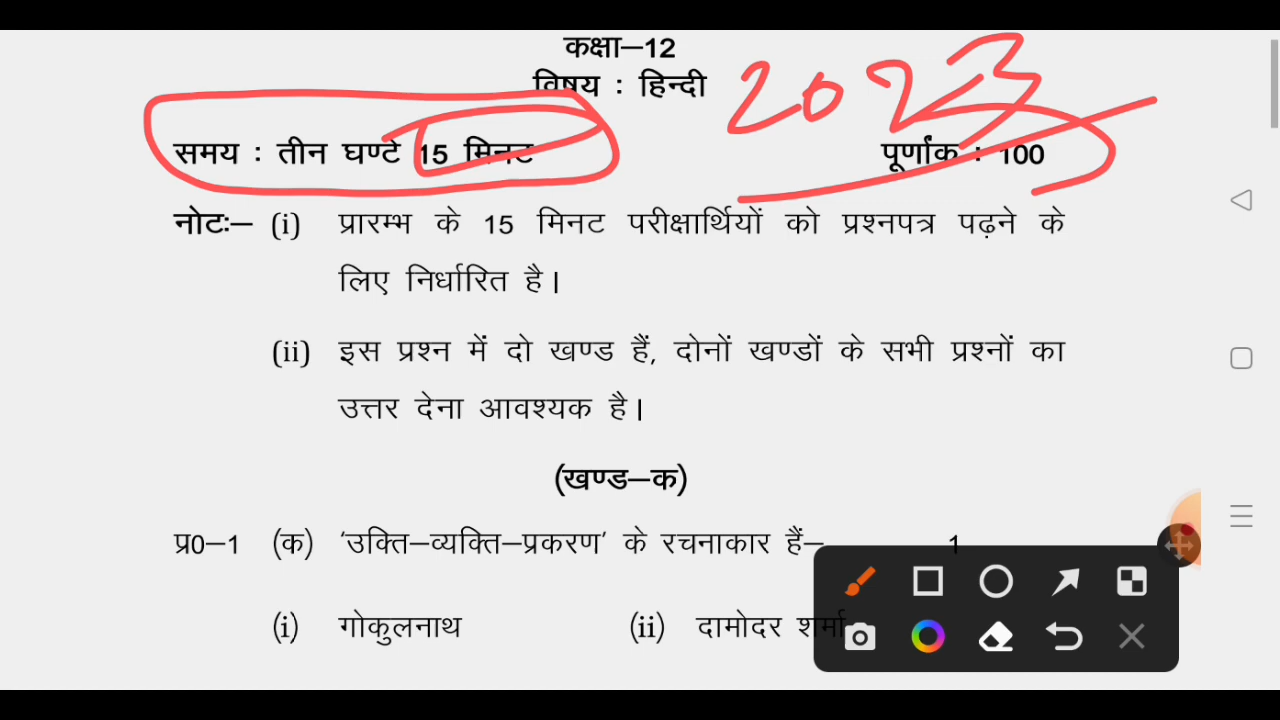 कक्षा–12
विषय : हिन्दी 2023
समय : तीन घण्टे 15 मिनट पूर्णांक : 100
नोटः– (i) प्रारम्भ के 15 मिनट परीक्षार्थियों को प्रश्नपत्र पढ़ने के
लिए निर्धारित है।
(ii) इस प्रश्न में दो खण्ड हैं, दोनों खण्डों के सभी प्रश्नों का
उत्तर देना आवश्यक है।
(खण्ड–क)
प्र0–1 (क) ‘उक्ति–व्यक्ति–प्रकरण’ के रचनाकार हैं– 1
(i) गोकुलनाथ (ii) दामोदर शर्मा